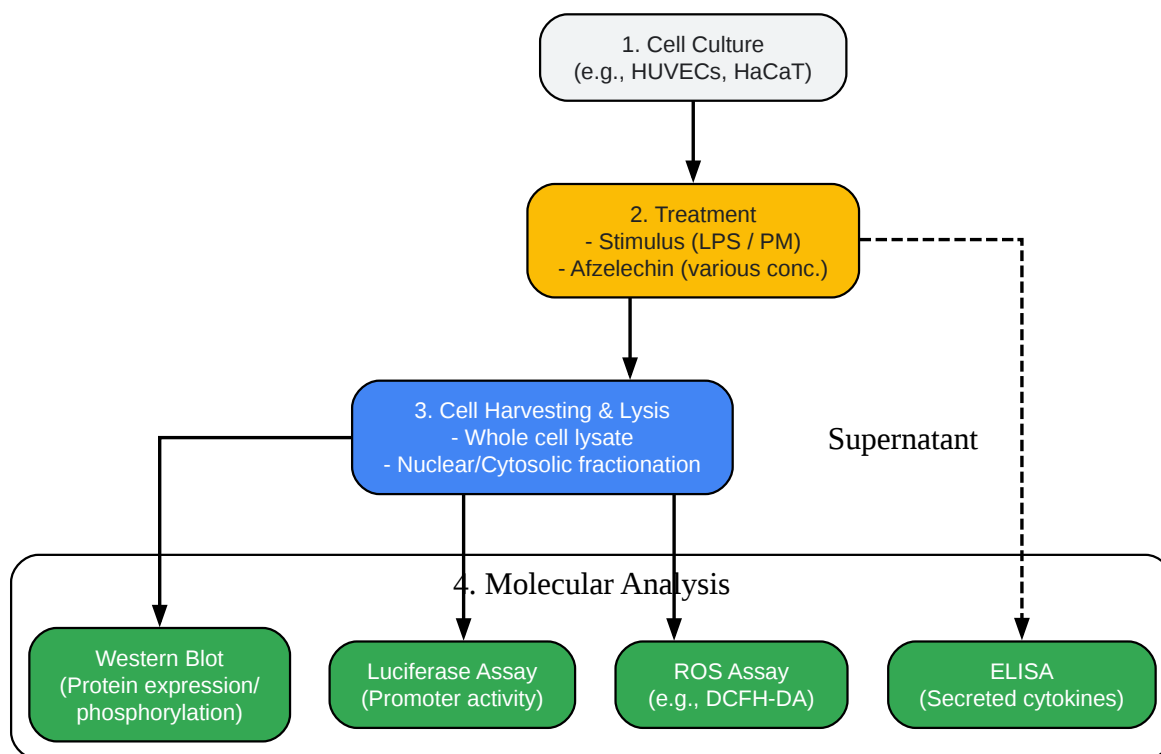 1. Cell Culture
(e.g., HUVECs, HaCaT)
2. Treatment
- Stimulus (LPS / PM)
- Afzelechin (various conc.)
3. Cell Harvesting & Lysis
- Whole cell lysate
- Nuclear/Cytosolic fractionation
Supernatant
4. Molecular Analysis
Western Blot
(Protein expression/
phosphorylation)
Luciferase Assay
(Promoter activity)
ROS Assay
(e.g., DCFH-DA)
ELISA
(Secreted cytokines)